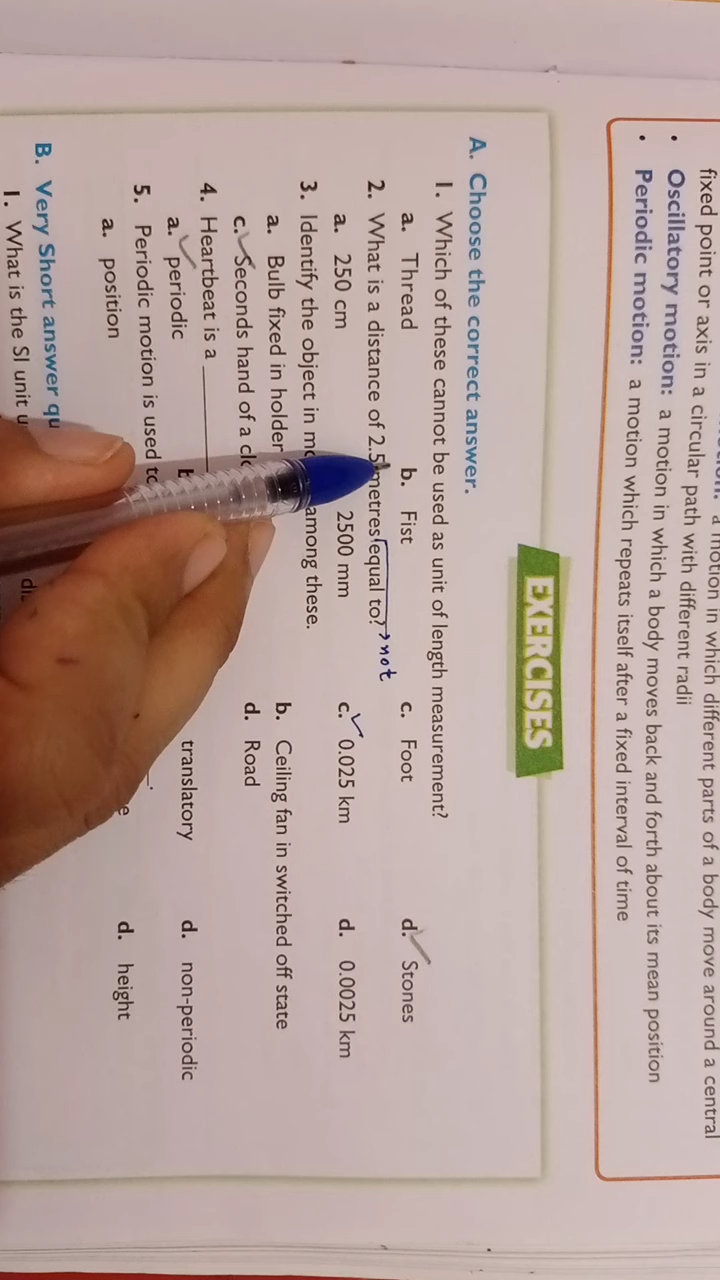 a motion in which different parts of a body move around a central
fixed point or axis in a circular path with different radii
• Oscillatory motion: a motion in which a body moves back and forth about its mean position
• Periodic motion: a motion which repeats itself after a fixed interval of time
EXERCISES
A. Choose the correct answer.
1. Which of these cannot be used as unit of length measurement?
a. Thread b. Fist c. Foot d. Stones
2. What is a distance of 2.5 metres equal to? not
a. 250 cm 2500 mm c. 0.025 km d. 0.0025 km
3. Identify the object in among these.
a. Bulb fixed in holder b. Ceiling fan in switched off state
c. Seconds hand of a d. Road
4. Heartbeat is a ________
a. periodic translatory d. non-periodic
5. Periodic motion is used
a. position d. height
B. Very Short answer
1. What is the SI unit